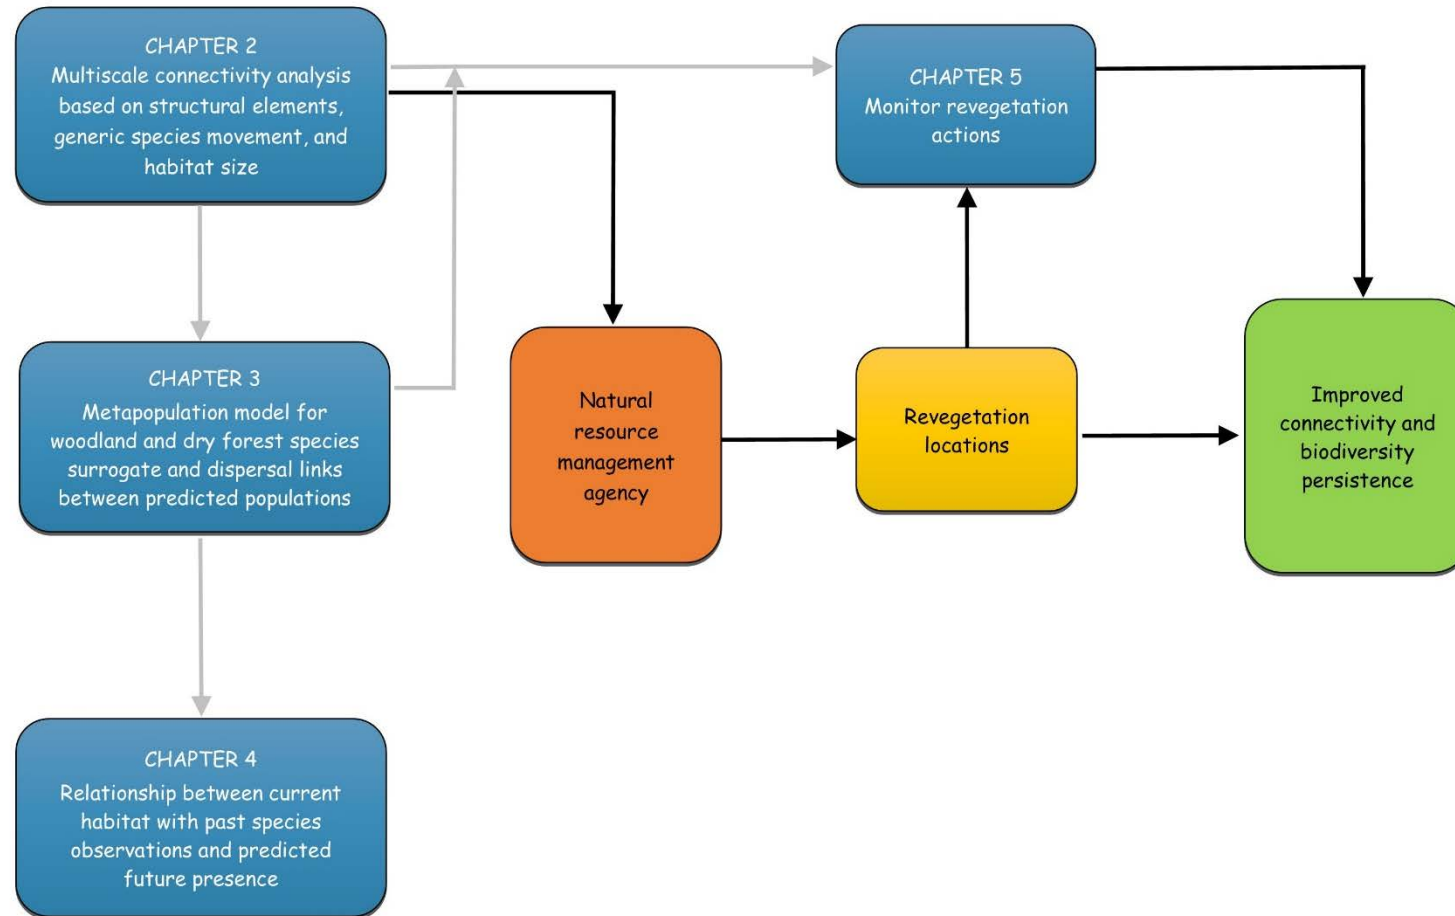 CHAPTER 2
Multiscale connectivity analysis
based on structural elements,
generic species movement, and
habitat size
CHAPTER 5
Monitor revegetation
actions
CHAPTER 3
Metapopulation model for
woodland and dry forest species
surrogate and dispersal links
between predicted populations
Natural
resource
management
agency
Revegetation
locations
Improved
connectivity and
biodiversity
persistence
CHAPTER 4
Relationship between current
habitat with past species
observations and predicted
future presence